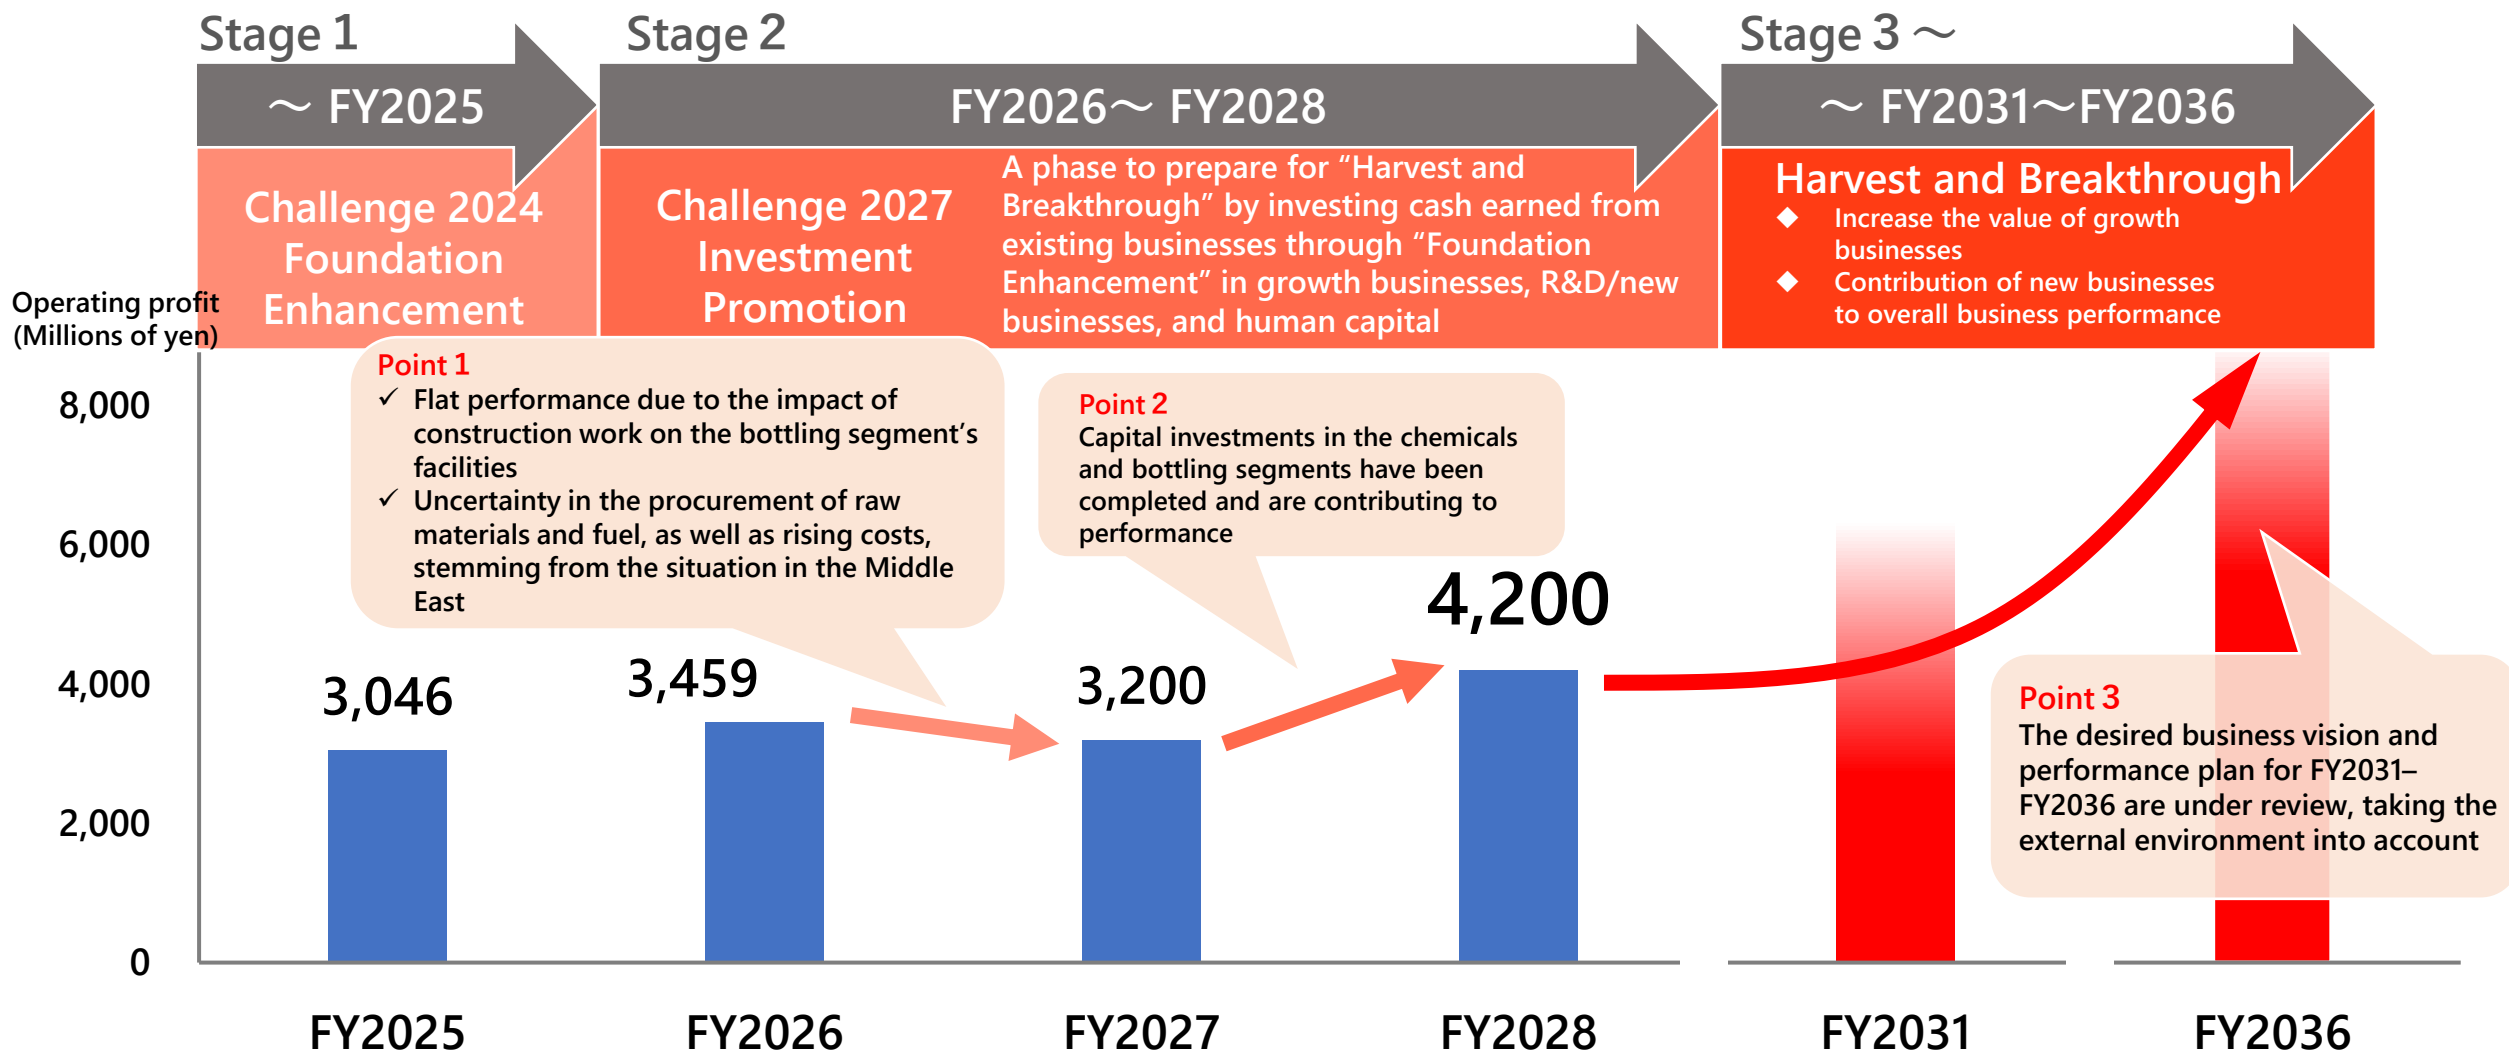 Stage 1
Stage 2
Stage 3 ～
～ FY2025
FY2026～ FY2028
～ FY2031～FY2036
Challenge 2024
Foundation
Enhancement
Challenge 2027
Investment
Promotion
A phase to prepare for “Harvest and
Breakthrough” by investing cash earned from
existing businesses through “Foundation
Enhancement” in growth businesses, R&D/new
businesses, and human capital
Harvest and Breakthrough
◆ Increase the value of growth
businesses
◆ Contribution of new businesses
to overall business performance
Operating profit
(Millions of yen)
Point 1
✓ Flat performance due to the impact of
construction work on the bottling segment’s
facilities
✓ Uncertainty in the procurement of raw
materials and fuel, as well as rising costs,
stemming from the situation in the Middle
East
Point 2
Capital investments in the chemicals
and bottling segments have been
completed and are contributing to
performance
Point 3
The desired business vision and
performance plan for FY2031–
FY2036 are under review, taking the
external environment into account
8,000
6,000
4,000
2,000
0
3,046
3,459
3,200
4,200
FY2025
FY2026
FY2027
FY2028
FY2031
FY2036